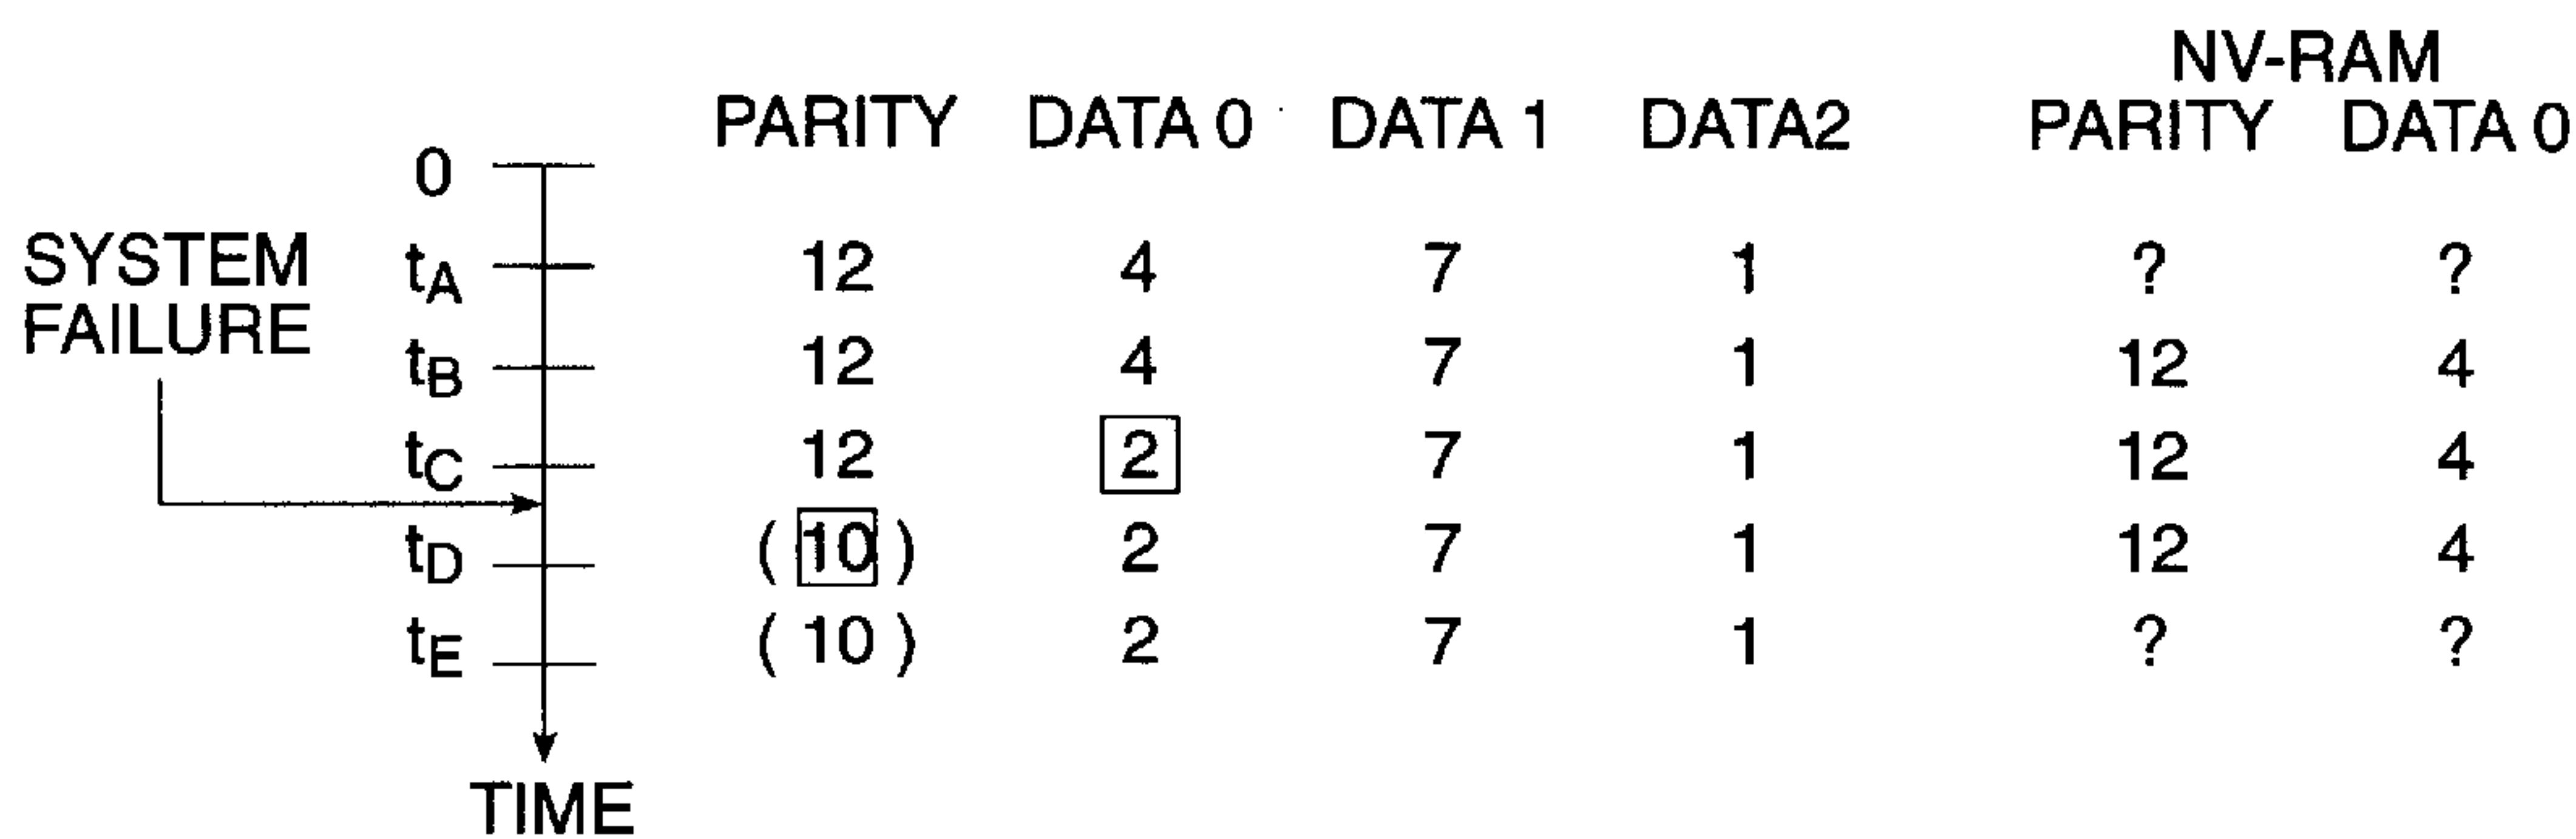 NV-RAM
PARITY DATA 0 DATA 1 DATA2 PARITY DATA 0
0
SYSTEM FAILURE
tA 12 4 7 1 ? ?
tB 12 4 7 1 12 4
tC 12 2 7 1 12 4
tD (10) 2 7 1 12 4
tE (10) 2 7 1 ? ?
TIME